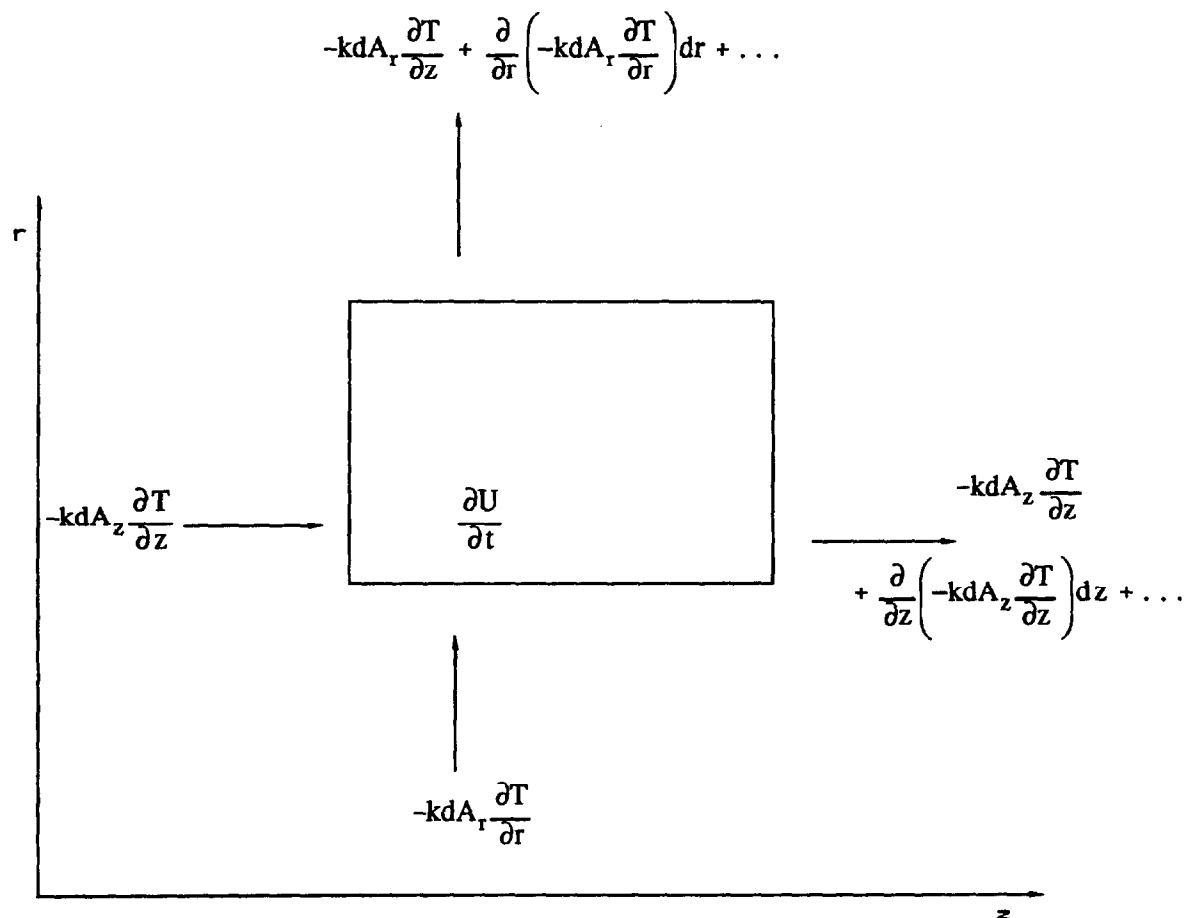 -kdA_r ∂T/∂z + ∂/∂r(-kdA_r ∂T/∂r)dr + ...
r
-kdA_z ∂T/∂z
∂U/∂t
-kdA_z ∂T/∂z
+ ∂/∂z(-kdA_z ∂T/∂z)dz + ...
-kdA_r ∂T/∂r
z